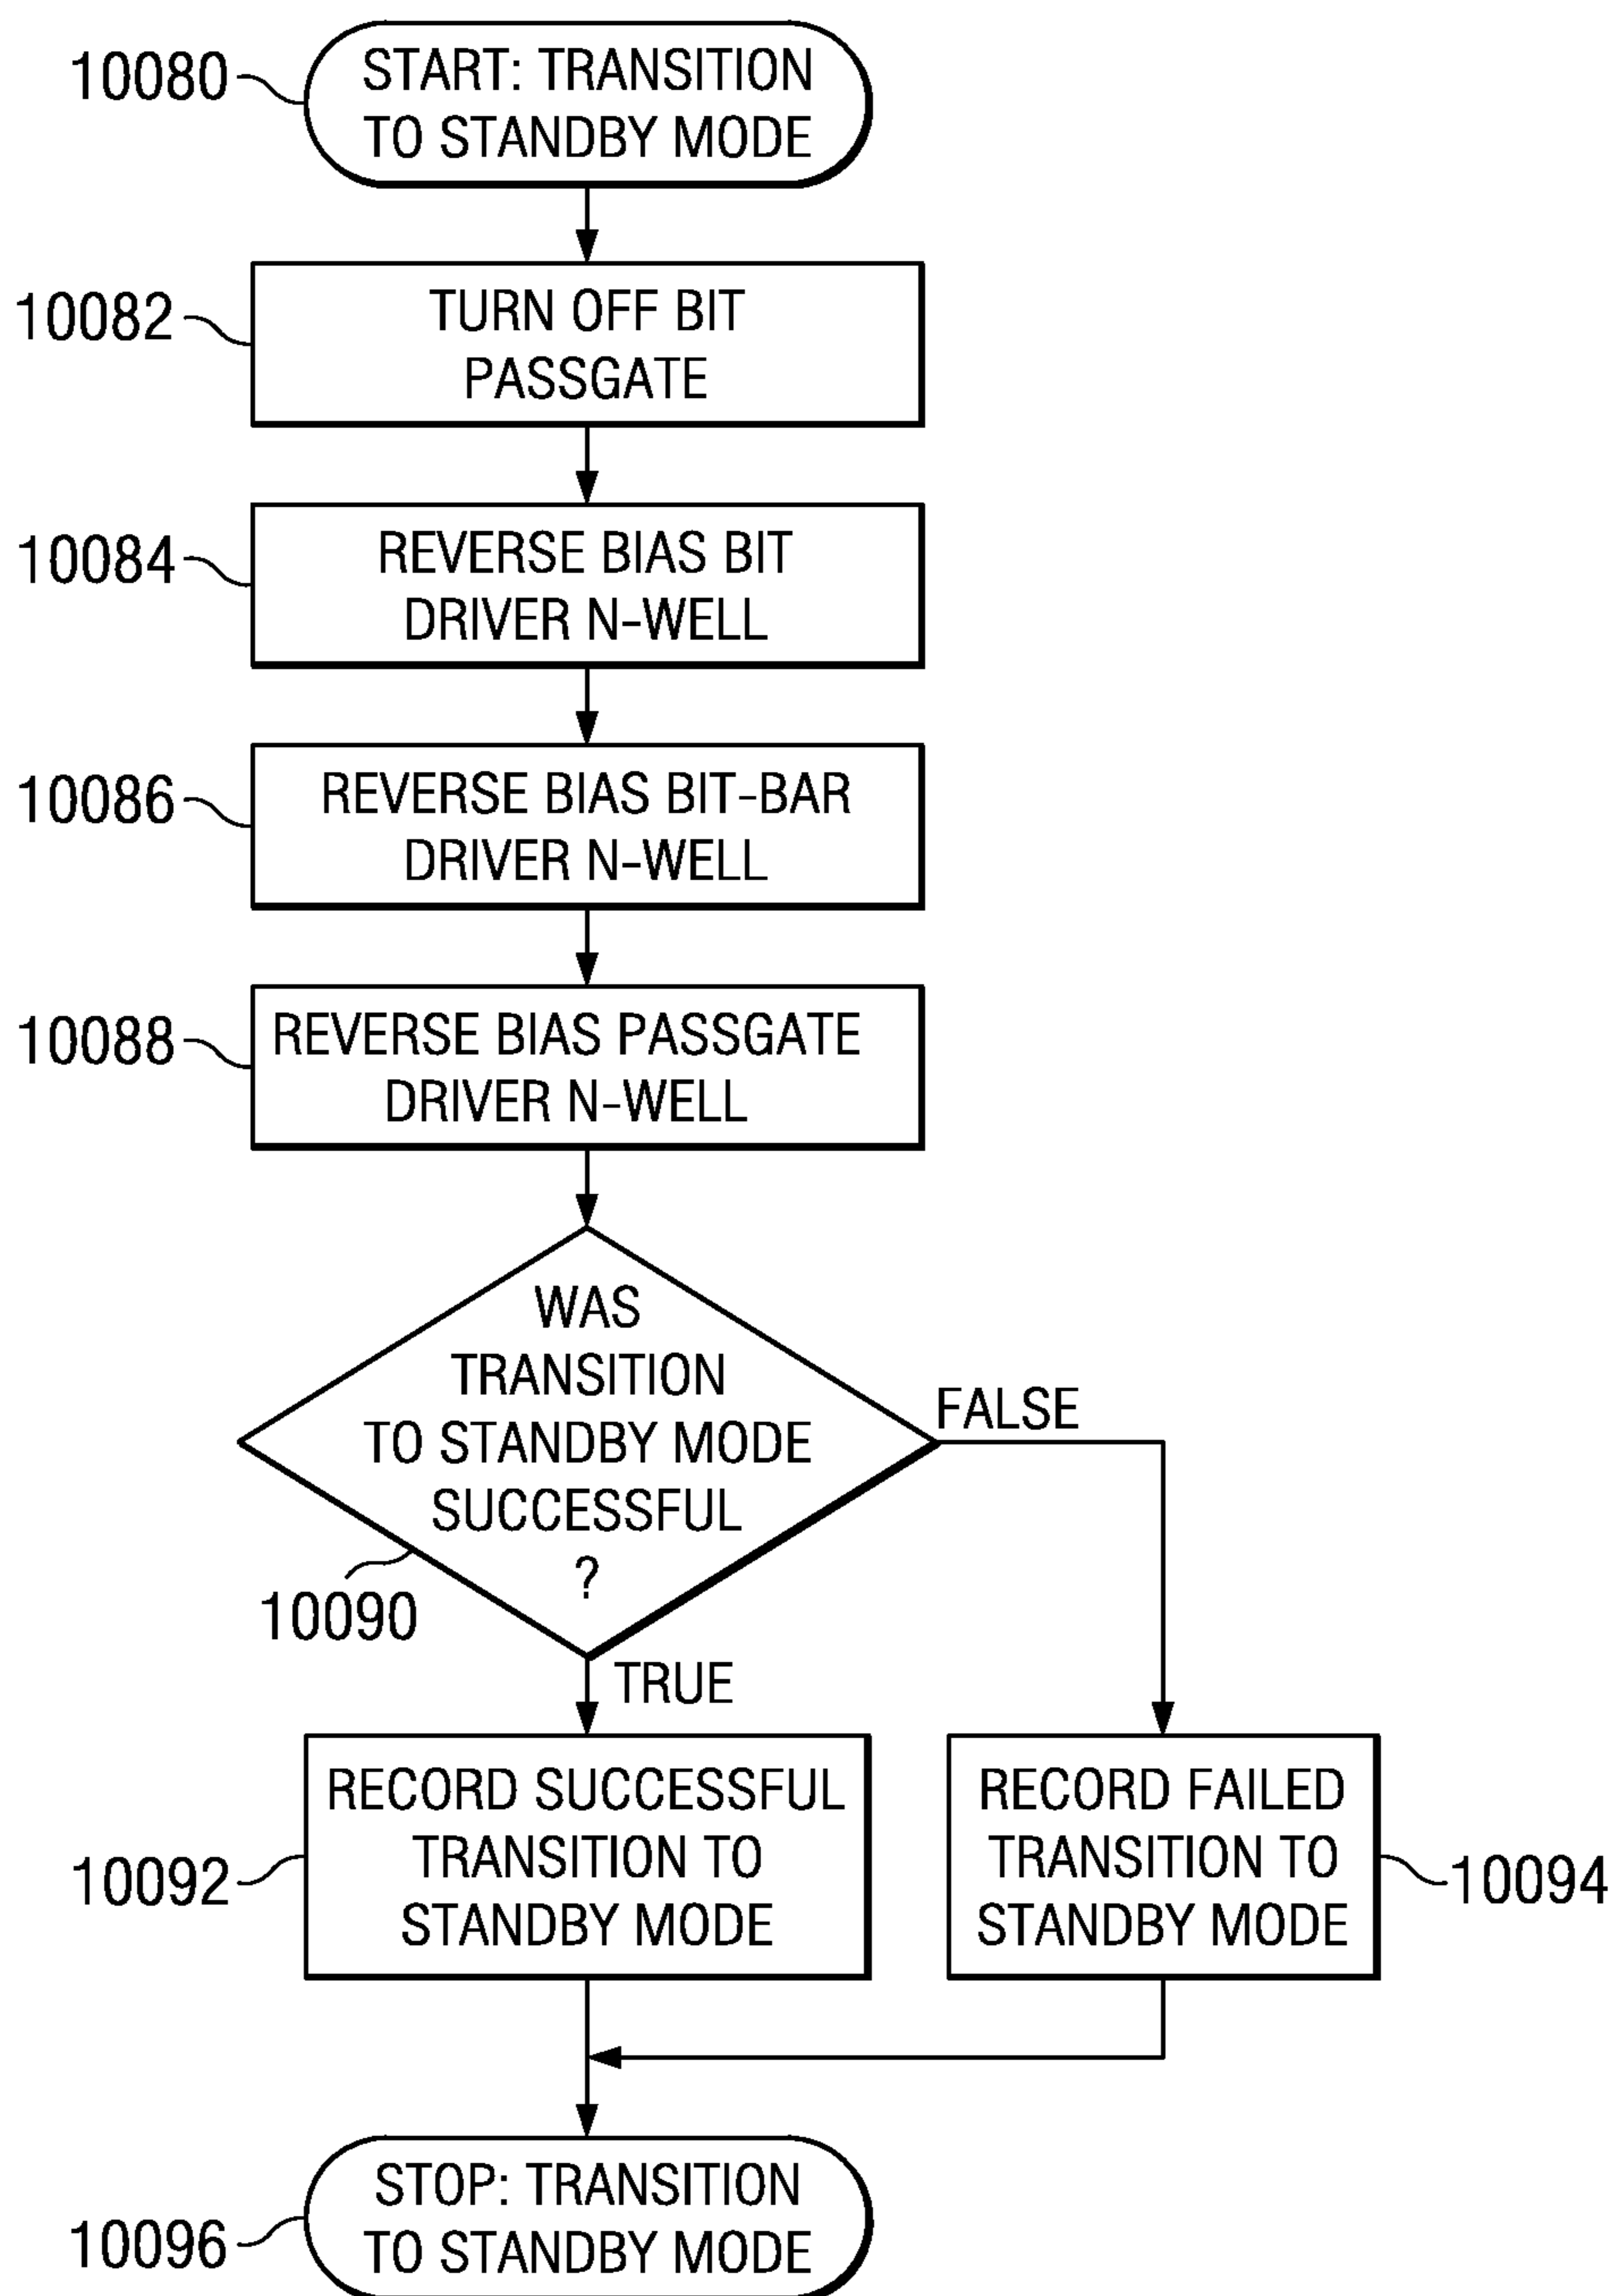 10080
START: TRANSITION
TO STANDBY MODE
10082
TURN OFF BIT
PASSGATE
10084
REVERSE BIAS BIT
DRIVER N-WELL
10086
REVERSE BIAS BIT-BAR
DRIVER N-WELL
10088
REVERSE BIAS PASSGATE
DRIVER N-WELL
WAS
TRANSITION
TO STANDBY MODE
SUCCESSFUL
?
10090
FALSE
TRUE
10092
RECORD SUCCESSFUL
TRANSITION TO
STANDBY MODE
RECORD FAILED
TRANSITION TO
STANDBY MODE
10094
STOP: TRANSITION
TO STANDBY MODE
10096